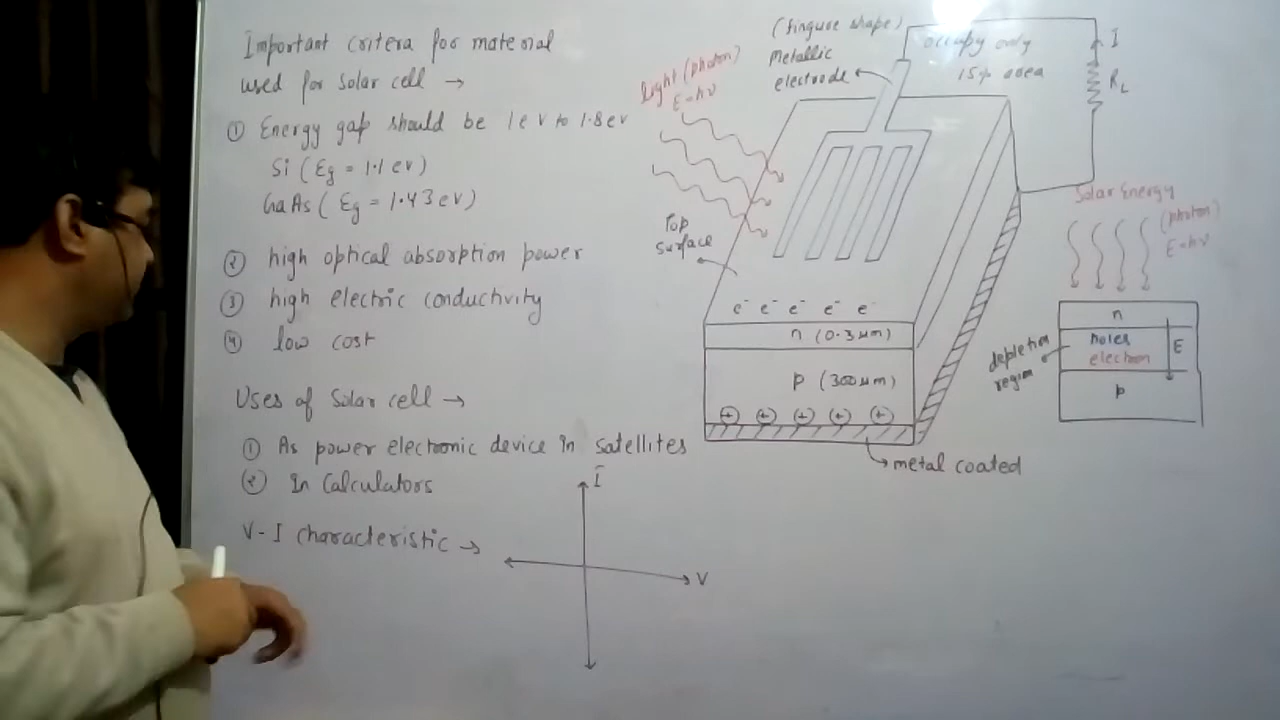 Important critera for material
used for solar cell →
① Energy gap should be 1eV to 1.8ev
Si (Eg = 1.1 ev)
GaAs (Eg = 1.43 ev)
② high optical absorption power
③ high electric conductivity
④ low cost
Uses of Solar cell →
① As power electronic device in satellites
② In Calculators
V-I characteristic →
I
V
(fingure shape)
Metallic
electrode
occupy only
15% area
I
RL
light (photon)
E=hν
Top
surface
e⁻ e⁻ e⁻ e⁻ e⁻
n (0.3μm)
P (300μm)
+ + + + +
metal coated
Solar Energy
(photon)
E=hν
n
holes
electron
E
P
depletion
region